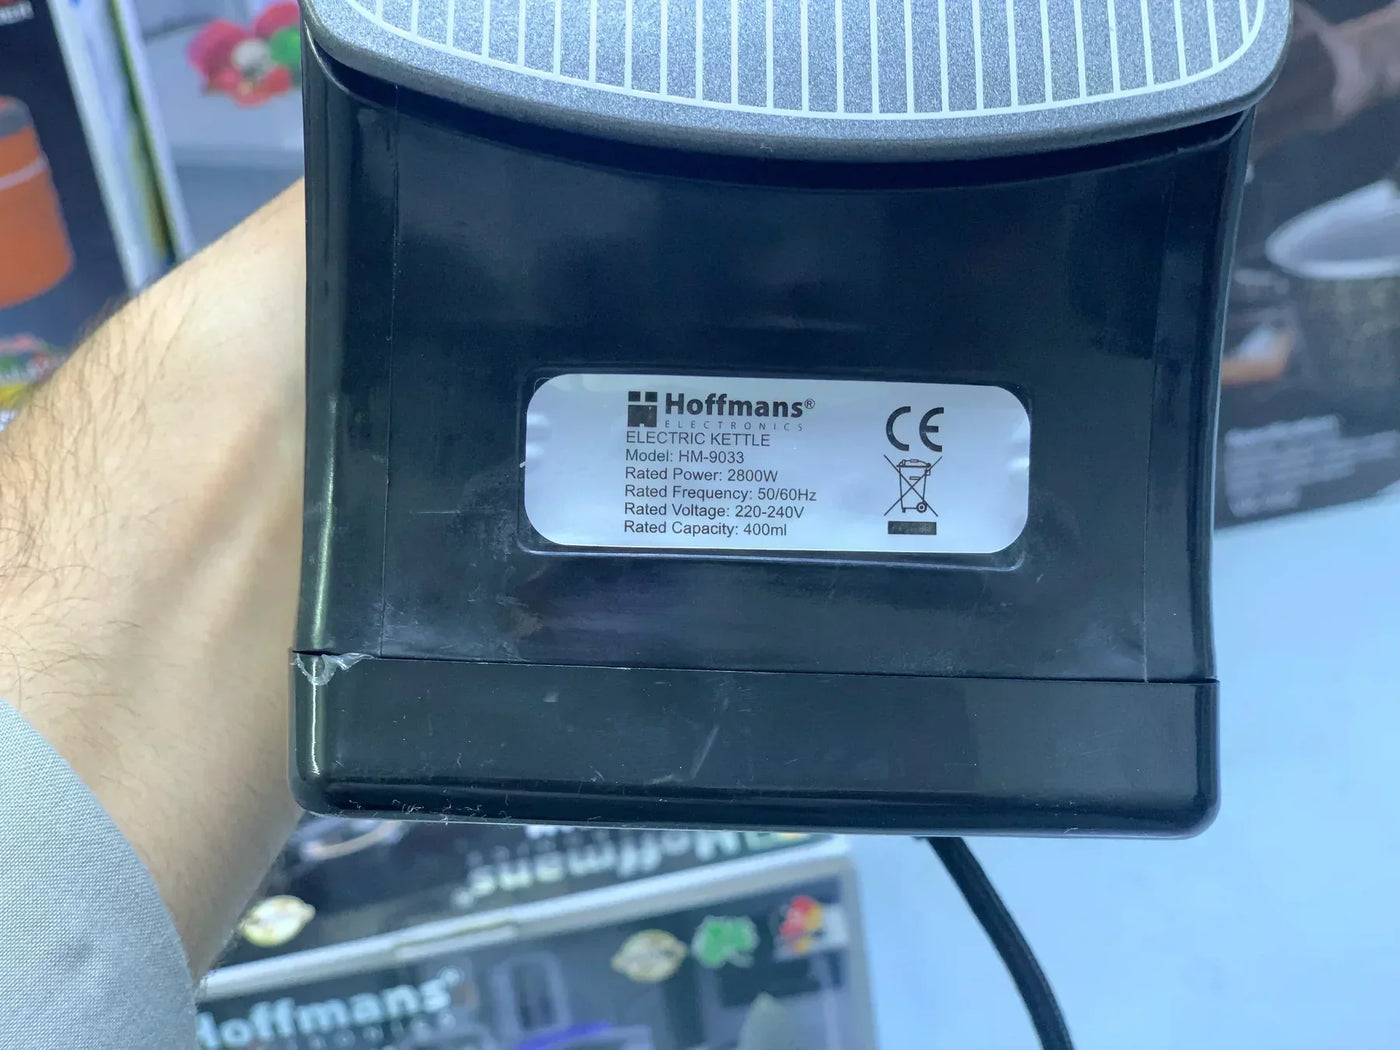 Hoffmans®
ELECTRONICS
ELECTRIC KETTLE
Model: HM-9033
Rated Power: 2800W
Rated Frequency: 50/60Hz
Rated Voltage: 220-240V
Rated Capacity: 400ml
CE
Hoffmans®
Hoffmans®